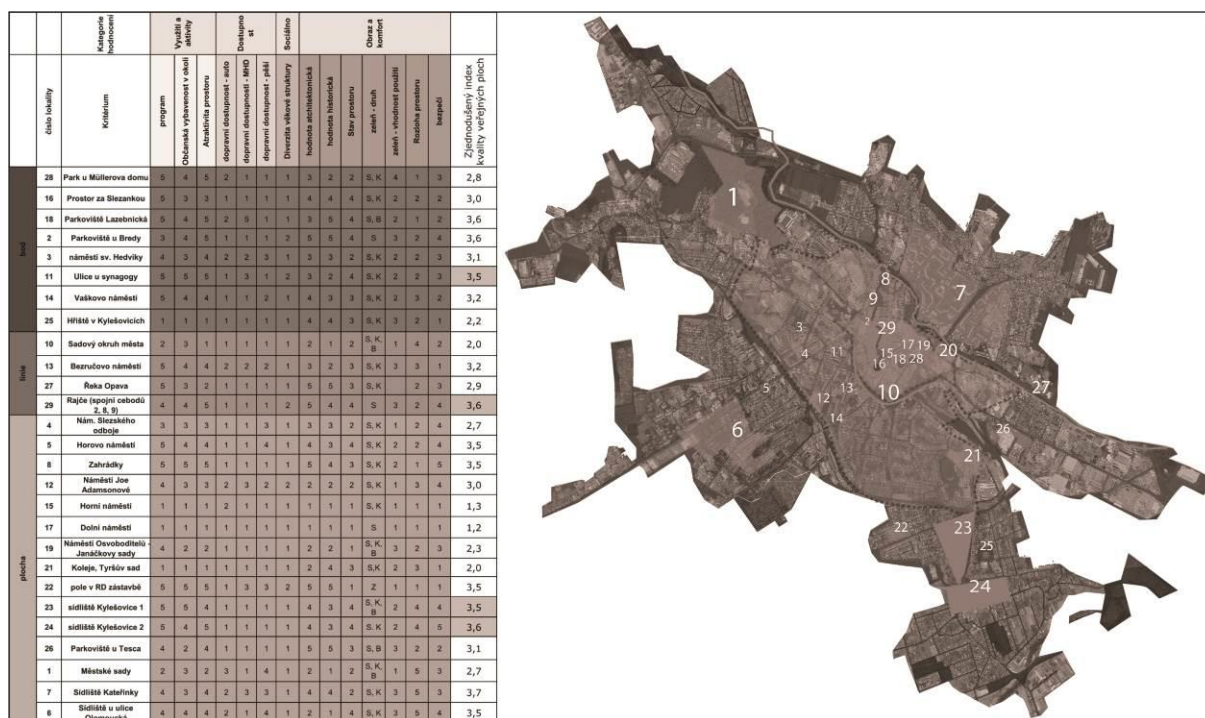 Kategorie hodnocení | Využití a aktivity | Dostupno st | Sociálno | Obraz a komfort
číslo lokality | Kritérium | program | Občanská vybavenost v okolí | Atraktivita prostoru | dopravní dostupnost - auto | dopravní dostupnosti - MHD | dopravní dostupnost - pěší | Diverzita věkové struktury | hodnota atchitektonická | hodnota historická | Stav prostoru | zeleň - druh | zeleň - vhodnost použití | Rozloha prostoru | bezpečí | Zjednodušený index kvality veřejných ploch
bod
28 Park u Müllerova domu 5 4 5 2 1 1 1 3 2 2 S, K 4 1 3 2,8
16 Prostor za Slezankou 5 3 3 1 1 1 1 4 4 4 S, K 2 2 2 3,0
18 Parkoviště Lazebnická 5 4 5 2 5 1 1 3 5 4 S, B 2 1 2 3,6
2 Parkoviště u Bredy 3 4 5 1 1 1 2 5 5 4 S 3 2 4 3,6
3 náměstí sv. Hedviky 4 3 4 2 2 3 1 3 3 2 S, K 2 2 3 3,1
11 Ulice u synagogy 5 5 5 1 3 1 2 3 2 4 S, K 2 2 3 3,5
14 Vaškovo náměstí 5 4 4 1 1 2 1 4 3 3 S, K 2 3 2 3,2
25 Hřiště v Kylešovicích 1 1 1 1 1 1 1 4 4 3 S, K 3 2 1 2,2
linie
10 Sadový okruh města 2 3 1 1 1 1 1 2 1 2 S, K, B 1 4 2 2,0
13 Bezručovo náměstí 5 4 4 2 2 2 1 3 2 3 S, K 3 3 1 3,2
27 Řeka Opava 5 3 2 1 1 1 1 5 5 3 S, K 2 3 2,9
29 Rajče (spojní cebodů 2, 8, 9) 4 4 5 1 1 1 2 5 4 4 S 3 2 4 3,6
plocha
4 Nám. Slezského odboje 3 3 3 1 1 3 1 3 3 2 S, K 1 2 4 2,7
5 Horovo náměstí 5 4 4 1 1 4 1 4 3 4 S, K 2 2 4 3,5
8 Zahrádky 5 5 5 1 1 1 1 5 4 3 S, K 2 1 5 3,5
12 Náměstí Joe Adamsonové 4 3 3 2 3 2 2 2 2 2 S, K 1 3 4 3,0
15 Horní náměstí 1 1 1 2 1 1 1 1 1 1 S, K 1 1 1 1,3
17 Dolní náměstí 1 1 1 1 1 1 1 1 1 1 S 1 1 1 1,2
19 Náměstí Osvoboditelů - Janáčkovy sady 4 2 2 1 1 1 1 2 2 1 S, K, B 3 2 3 2,3
21 Koleje, Tyršův sad 1 1 1 1 1 1 1 2 4 3 S,K 2 3 1 2,0
22 pole v RD zástavbě 5 5 5 1 3 3 2 5 5 1 Z 1 1 1 3,5
23 sídliště Kylešovice 1 5 5 4 1 1 1 1 4 3 4 S, K, B 2 4 4 3,5
24 sídliště Kylešovice 2 5 4 5 1 1 1 1 4 3 4 S. K 2 4 5 3,6
26 Parkoviště u Tesca 4 2 4 1 1 1 1 5 5 3 S, B 3 2 2 3,1
1 Městské sady 2 3 2 3 1 4 1 2 1 2 S, K, B 1 5 3 2,7
7 Sídliště Kateřinky 4 3 4 2 3 3 1 4 4 2 S, K 3 5 3 3,7
6 Sídliště u ulice Olomoucká 4 4 4 2 1 4 1 2 1 4 S, K 3 5 4 3,5
1
8
7
9
2
29
3
17 19
20
4
11
15
18 28
16
27
5
13
10
12
14
26
6
21
22
23
25
24